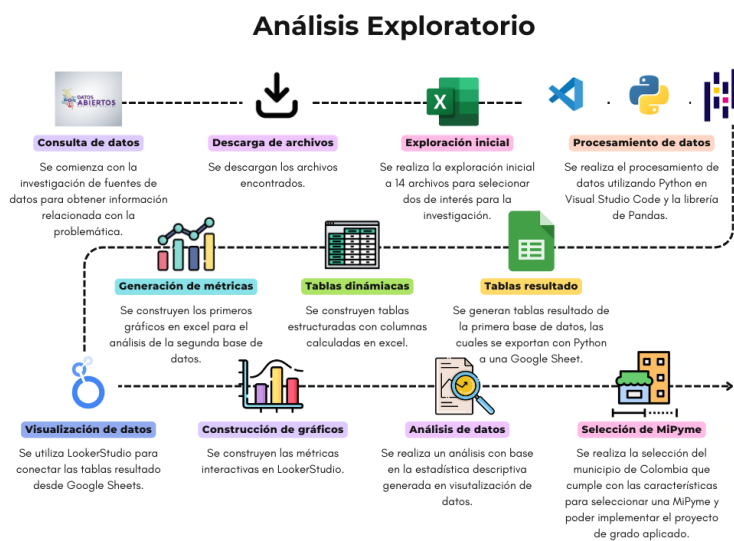 Análisis Exploratorio
DATOS
ABIERTOS
X
Consulta de datos
Se comienza con la
investigación de fuentes de
datos para obtener información
relacionada con la
problemática.
Descarga de archivos
Se descargan los archivos
encontrados.
Exploración inicial
Se realiza la exploración inicial
a 14 archivos para selecionar
dos de interés para la
investigación.
Procesamiento de datos
Se realiza el procesamiento de
datos utilizando Python en
Visual Studio Code y la librería
de Pandas.
Generación de métricas
Se construyen los primeros
gráficos en excel para el
análisis de la segunda base de
datos.
Tablas dinámiacas
Se construyen tablas
estructuradas con columnas
calculadas en excel.
Tablas resultado
Se generan tablas resultado de
la primera base de datos, las
cuales se exportan con Python
a una Google Sheet.
Visualización de datos
Se utiliza LookerStudio para
conectar las tablas resultado
desde Google Sheets.
Construcción de gráficos
Se construyen las métricas
interactivas en LookerStudio.
Análisis de datos
Se realiza un análisis con base
en la estadística descriptiva
generada en visutalización de
datos.
Selección de MiPyme
Se realiza la selección del
municipio de Colombia que
cumple con las características
para seleccionar una MiPyme y
poder implementar el proyecto
de grado aplicado.